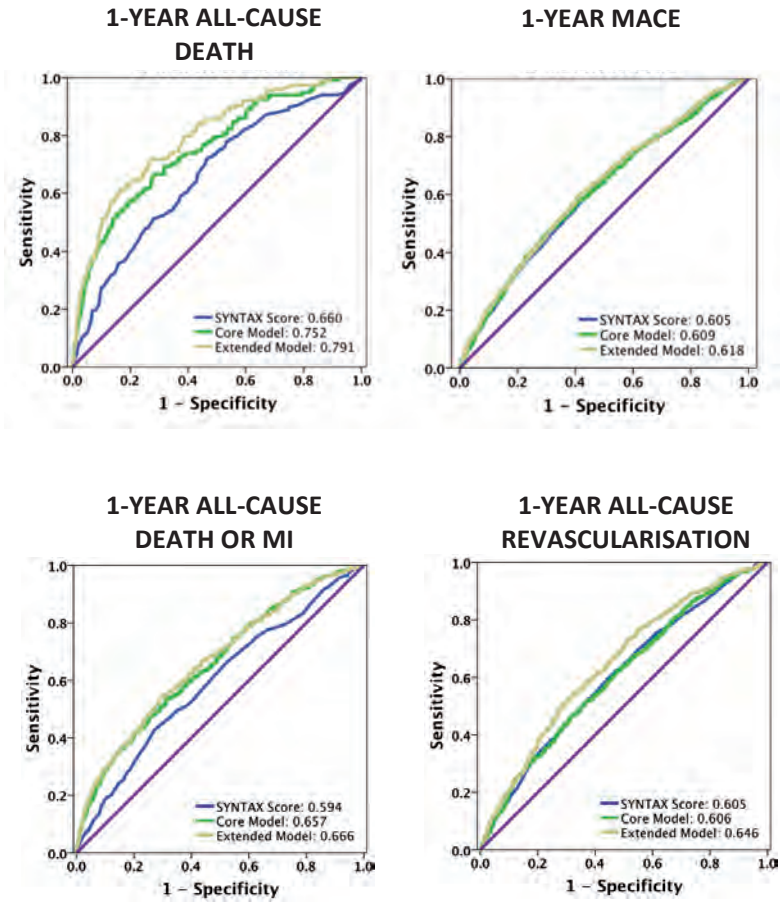 1-YEAR ALL-CAUSE
DEATH
1.0
0.8
0.6
0.4
0.2
0.0
Sensitivity
SYNTAX Score: 0.660
Core Model: 0.752
Extended Model: 0.791
0.0 0.2 0.4 0.6 0.8 1.0
1 – Specificity
1-YEAR MACE
1.0
0.8
0.6
0.4
0.2
0.0
Sensitivity
SYNTAX Score: 0.605
Core Model: 0.609
Extended Model: 0.618
0.0 0.2 0.4 0.6 0.8 1.0
1 – Specificity
1-YEAR ALL-CAUSE
DEATH OR MI
1.0
0.8
0.6
0.4
0.2
0.0
Sensitivity
SYNTAX Score: 0.594
Core Model: 0.657
Extended Model: 0.666
0.0 0.2 0.4 0.6 0.8 1.0
1 – Specificity
1-YEAR ALL-CAUSE
REVASCULARISATION
1.0
0.8
0.6
0.4
0.2
0.0
Sensitivity
SYNTAX Score: 0.605
Core Model: 0.606
Extended Model: 0.646
0.0 0.2 0.4 0.6 0.8 1.0
1 – Specificity